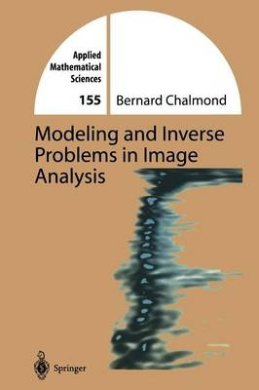 Applied
Mathematical
Sciences
155
Bernard Chalmond
Modeling and Inverse
Problems in Image
Analysis
Springer